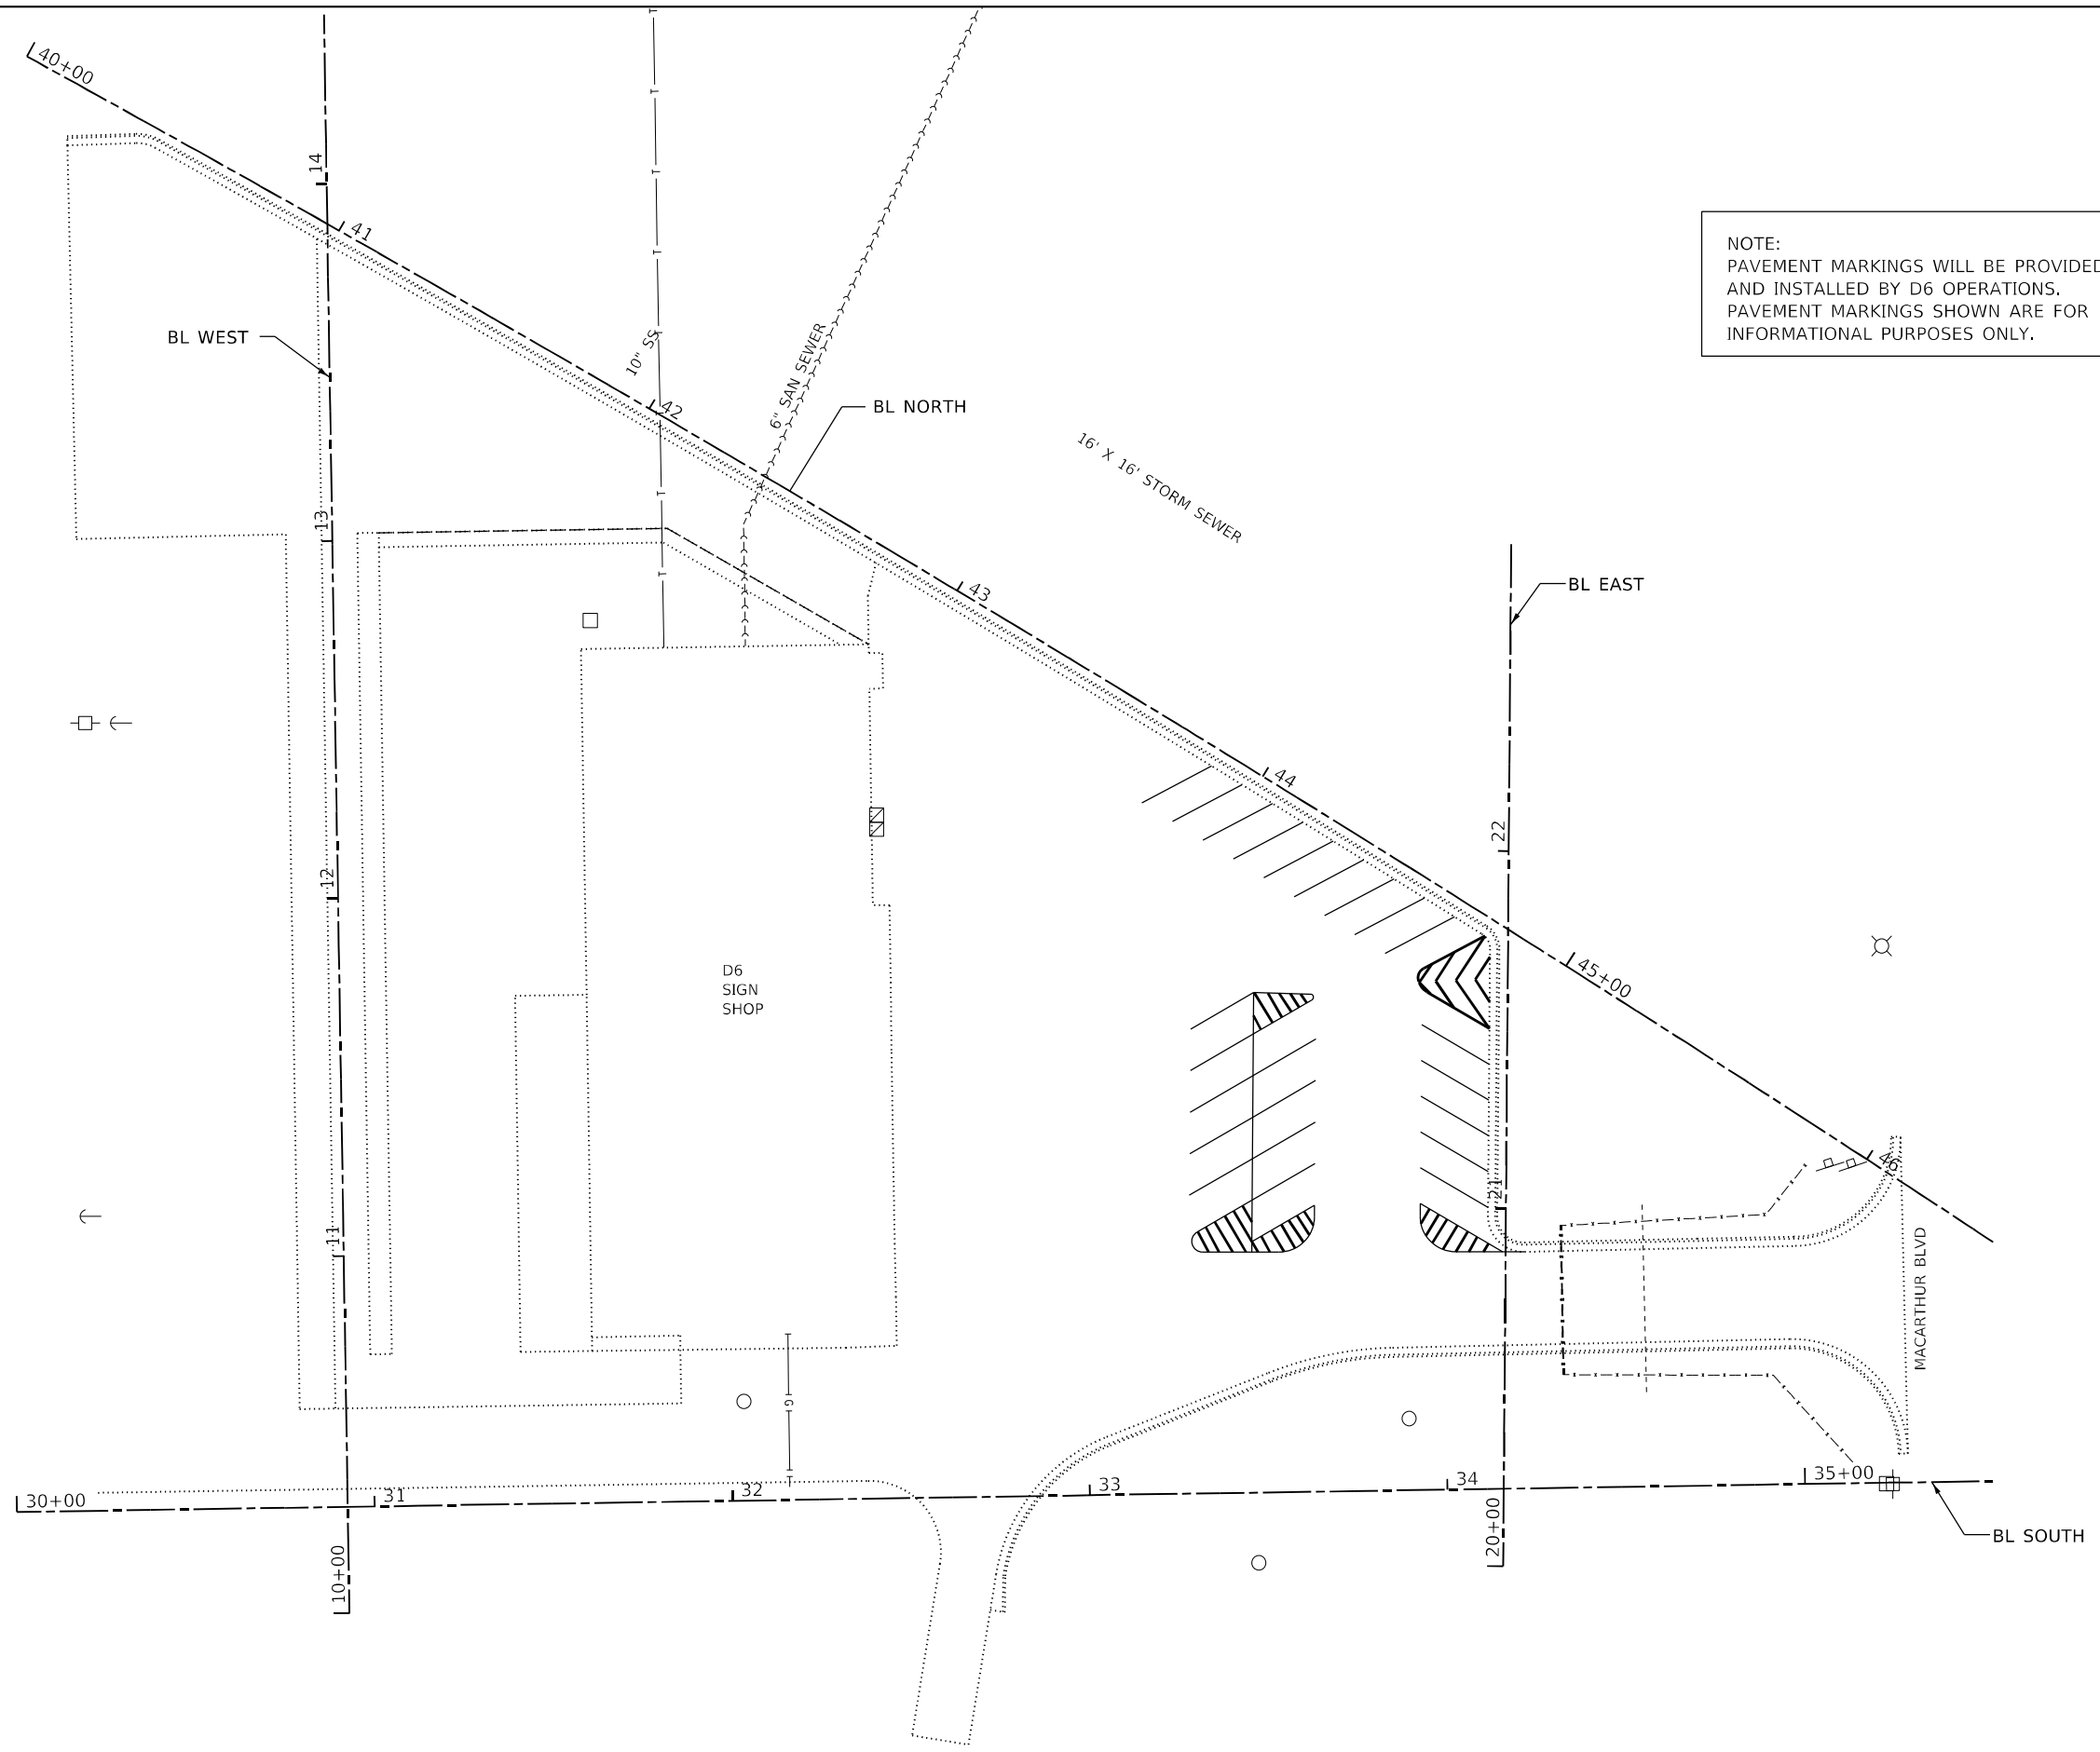 40+00
14
41
NOTE:
PAVEMENT MARKINGS WILL BE PROVIDED
AND INSTALLED BY D6 OPERATIONS.
PAVEMENT MARKINGS SHOWN ARE FOR
INFORMATIONAL PURPOSES ONLY.
BL WEST
10" SS
6" SAN SEWER
42
BL NORTH
16' X 16' STORM SEWER
13
43
BL EAST
44
22
12
D6
SIGN
SHOP
45+00
46
21
11
MACARTHUR BLVD
G
30+00
31
32
33
34
35+00
10+00
20+00
BL SOUTH
T
T
T
T
T
T